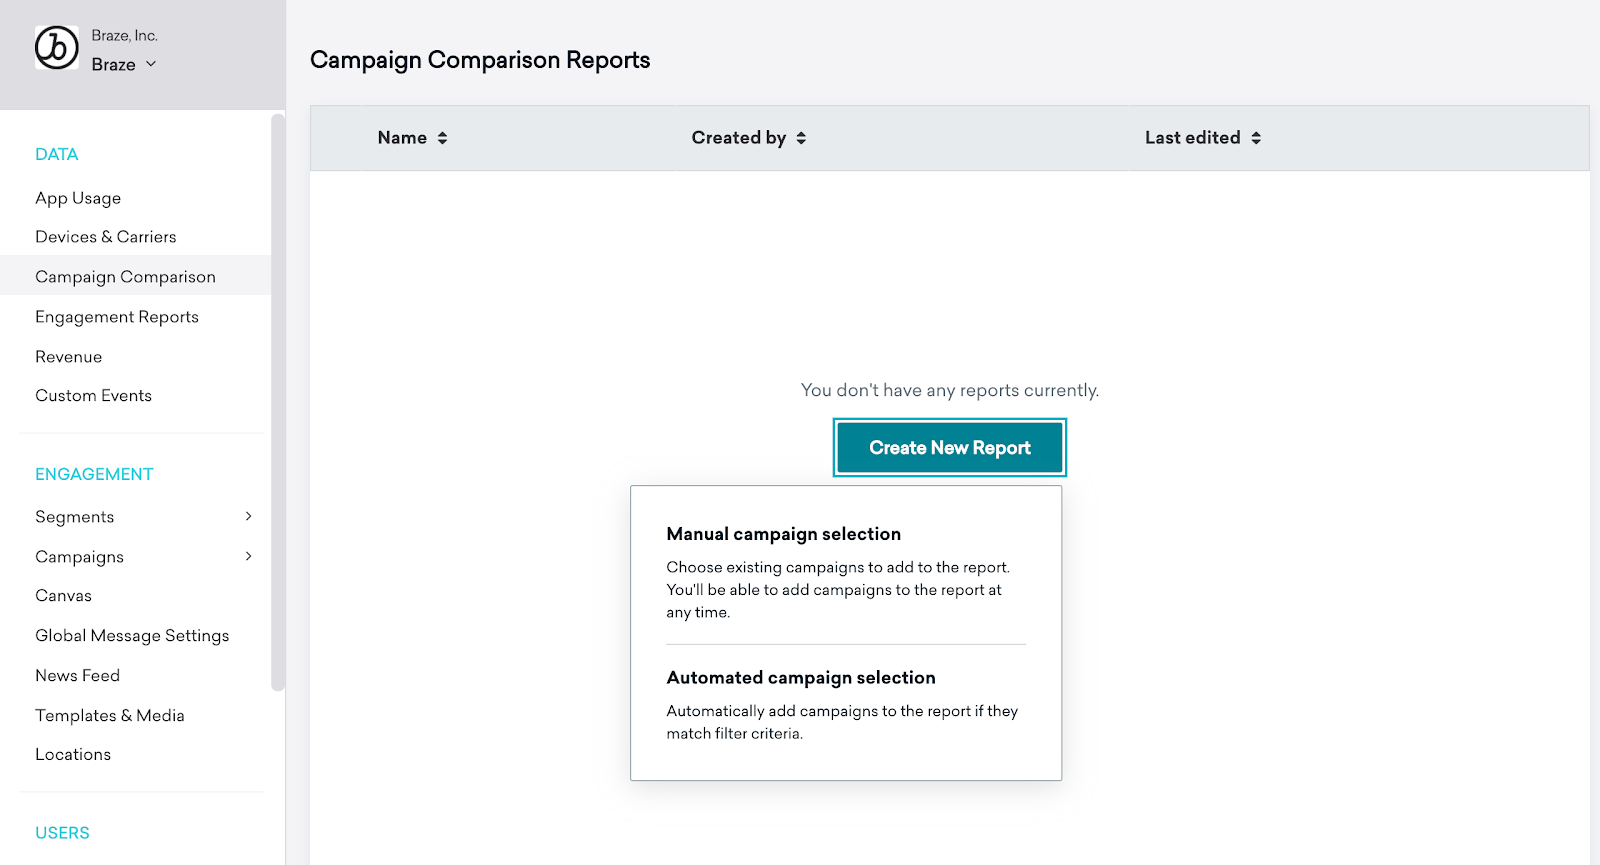 Braze, Inc.
Braze
DATA
App Usage
Devices & Carriers
Campaign Comparison
Engagement Reports
Revenue
Custom Events
ENGAGEMENT
Segments
Campaigns
Canvas
Global Message Settings
News Feed
Templates & Media
Locations
USERS
Campaign Comparison Reports
Name Created by Last edited
You don't have any reports currently.
Create New Report
Manual campaign selection
Choose existing campaigns to add to the report.
You'll be able to add campaigns to the report at
any time.
Automated campaign selection
Automatically add campaigns to the report if they
match filter criteria.